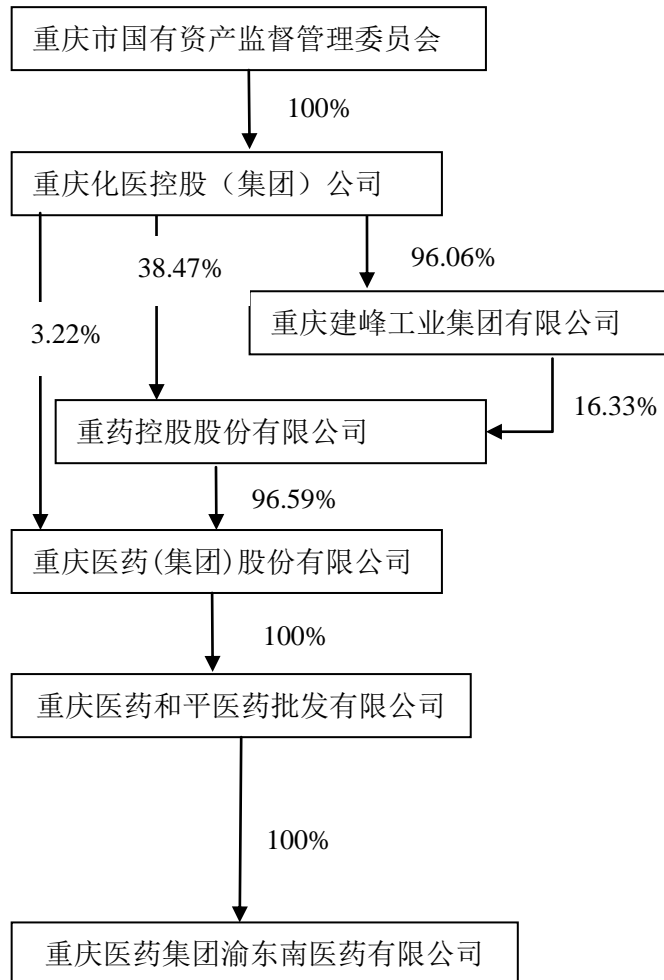 重庆市国有资产监督管理委员会
100%
重庆化医控股（集团）公司
38.47%
96.06%
3.22%
重庆建峰工业集团有限公司
16.33%
重药控股股份有限公司
96.59%
重庆医药(集团)股份有限公司
100%
重庆医药和平医药批发有限公司
100%
重庆医药集团渝东南医药有限公司